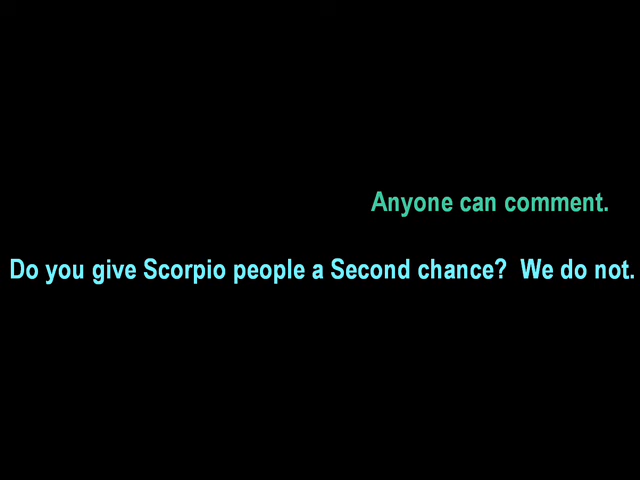 Anyone can comment.
Do you give Scorpio people a Second chance?  We do not.